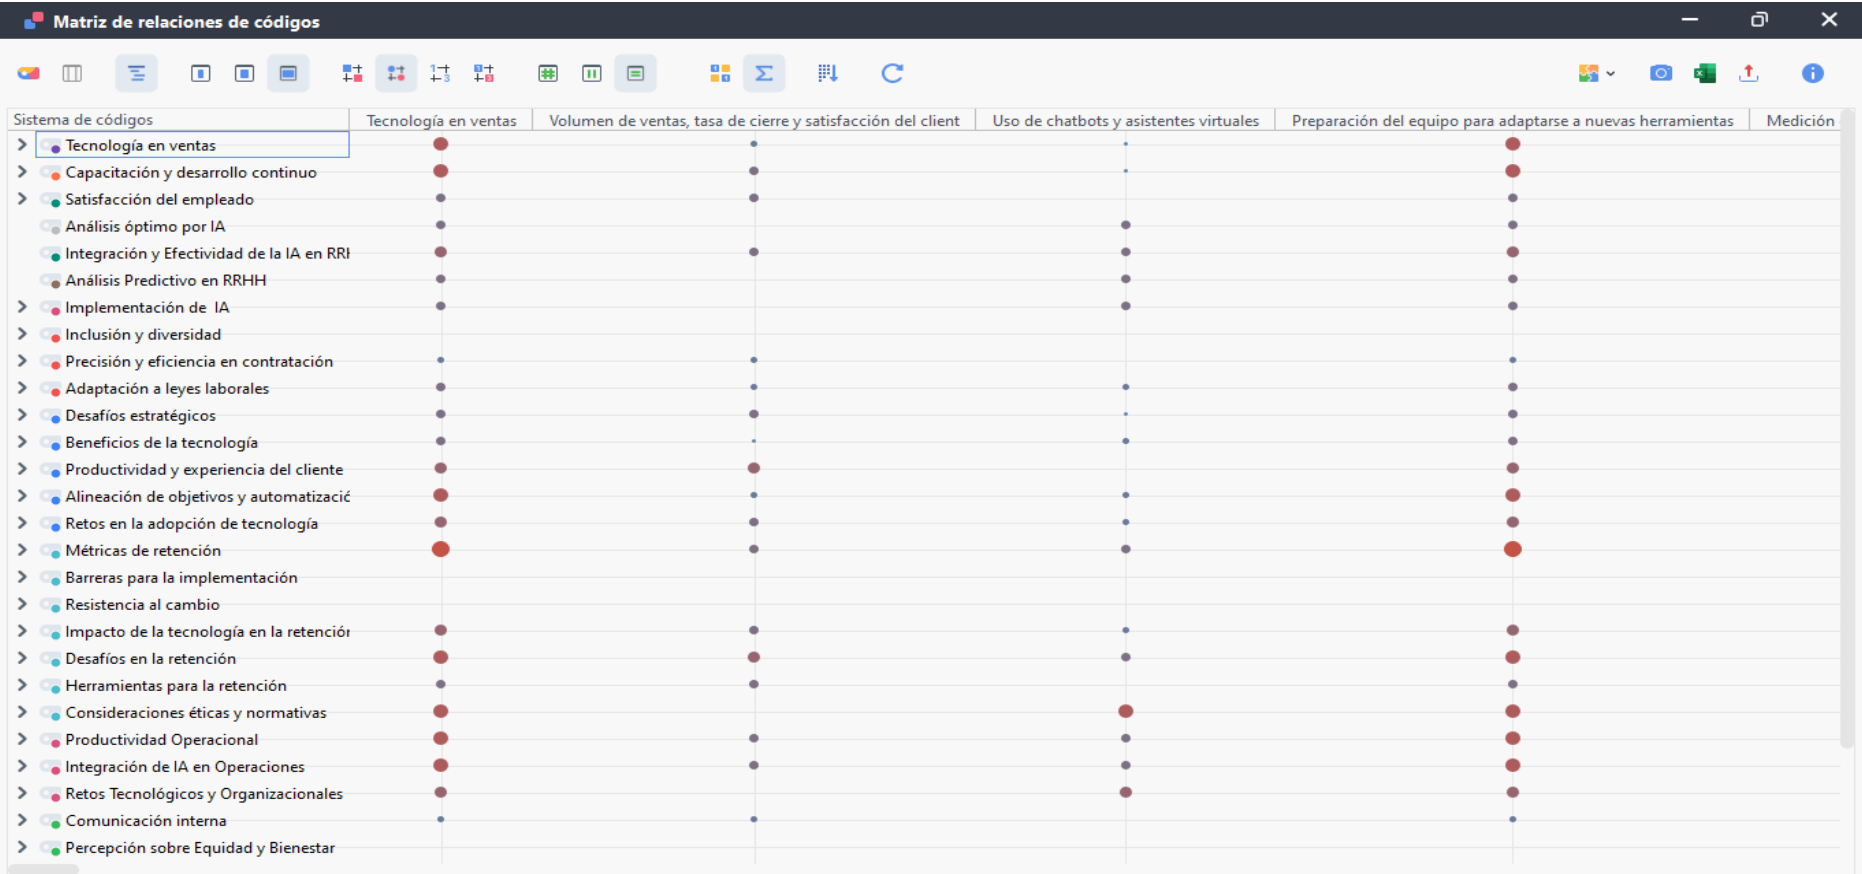 Matriz de relaciones de códigos
Sistema de códigos
Tecnología en ventas
Volumen de ventas, tasa de cierre y satisfacción del client
Uso de chatbots y asistentes virtuales
Preparación del equipo para adaptarse a nuevas herramientas
Medición
Tecnología en ventas
Capacitación y desarrollo continuo
Satisfacción del empleado
Análisis óptimo por IA
Integración y Efectividad de la IA en RRH
Análisis Predictivo en RRHH
Implementación de IA
Inclusión y diversidad
Precisión y eficiencia en contratación
Adaptación a leyes laborales
Desafíos estratégicos
Beneficios de la tecnología
Productividad y experiencia del cliente
Alineación de objetivos y automatizació
Retos en la adopción de tecnología
Métricas de retención
Barreras para la implementación
Resistencia al cambio
Impacto de la tecnología en la retención
Desafíos en la retención
Herramientas para la retención
Consideraciones éticas y normativas
Productividad Operacional
Integración de IA en Operaciones
Retos Tecnológicos y Organizacionales
Comunicación interna
Percepción sobre Equidad y Bienestar